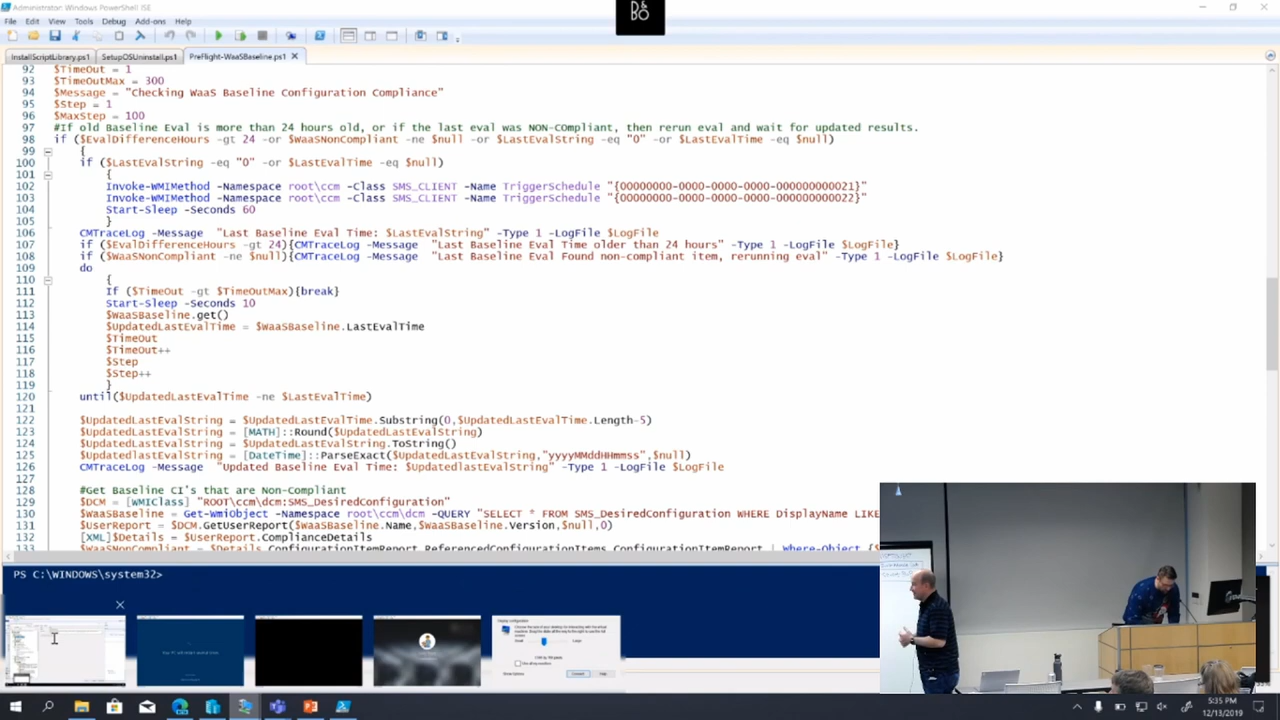 Administrator: Windows PowerShell ISE
File Edit View Tools Debug Add-ons Help
InstallScriptLibrary.ps1 SetupOSUninstall.ps1 PreFlight-WaaSBaseline.ps1 X
92 $TimeOut = 1
93 $TimeOutMax = 300
94 $Message = "Checking WaaS Baseline Configuration Compliance"
95 $Step = 1
96 $MaxStep = 100
97 #If old Baseline Eval is more than 24 hours old, or if the last eval was NON-COmpliant, then rerun eval and wait for updated results.
98 if ($EvalDifferenceHours -gt 24 -or $WaaSNonCompliant -ne $null -or $LastEvalString -eq "0" -or $LastEvalTime -eq $null)
99 {
100 if ($LastEvalString -eq "0" -or $LastEvalTime -eq $null)
101 {
102 Invoke-WMIMethod -Namespace root\ccm -Class SMS_CLIENT -Name TriggerSchedule "{00000000-0000-0000-0000-000000000021}"
103 Invoke-WMIMethod -Namespace root\ccm -Class SMS_CLIENT -Name TriggerSchedule "{00000000-0000-0000-0000-000000000022}"
104 Start-Sleep -Seconds 60
105 }
106 CMTraceLog -Message "Last Baseline Eval Time: $LastEvalString" -Type 1 -LogFile $LogFile
107 if ($EvalDifferenceHours -gt 24){CMTraceLog -Message "Last Baseline Eval Time older than 24 hours" -Type 1 -LogFile $LogFile}
108 if ($WaaSNonCompliant -ne $null){CMTraceLog -Message "Last Baseline Eval Found non-compliant item, rerunning eval" -Type 1 -LogFile $LogFile}
109 do
110 {
111 If ($TimeOut -gt $TimeOutMax){break}
112 Start-Sleep -Seconds 10
113 $WaaSBaseline.get()
114 $UpdatedLastEvalTime = $WaaSBaseline.LastEvalTime
115 $TimeOut
116 $TimeOut++
117 $Step
118 $Step++
119 }
120 until($UpdatedLastEvalTime -ne $LastEvalTime)
121
122 $UpdatedLastEvalString = $UpdatedLastEvalTime.Substring(0,$UpdatedLastEvalTime.Length-5)
123 $UpdatedLastEvalString = [MATH]::Round($UpdatedLastEvalString)
124 $UpdatedLastEvalString = $UpdatedLastEvalString.ToString()
125 $UpdatedlastEvalString = [DateTime]::ParseExact($UpdatedLastEvalString,"yyyyMMddHHmmss",$null)
126 CMTraceLog -Message "Updated Baseline Eval Time: $UpdatedlastEvalString" -Type 1 -LogFile $LogFile
127
128 #Get Baseline CI's that are Non-Compliant
129 $DCM = [WMIClass] "ROOT\ccm\dcm:SMS_DesiredConfiguration"
130 $WaaSBaseline = Get-WmiObject -Namespace root\ccm\dcm -QUERY "SELECT * FROM SMS_DesiredConfiguration WHERE DisplayName LIKE
131 $UserReport = $DCM.GetUserReport($WaaSBaseline.Name,$WaaSBaseline.Version,$null,0)
132 [XML]$Details = $UserReport.ComplianceDetails
133 $WaaSNonCompliant = $Details.ConfigurationItemReport.ReferencedConfigurationItems.ConfigurationItemReport | Where-Object {$
PS C:\WINDOWS\system32>
5:35 PM
12/13/2019